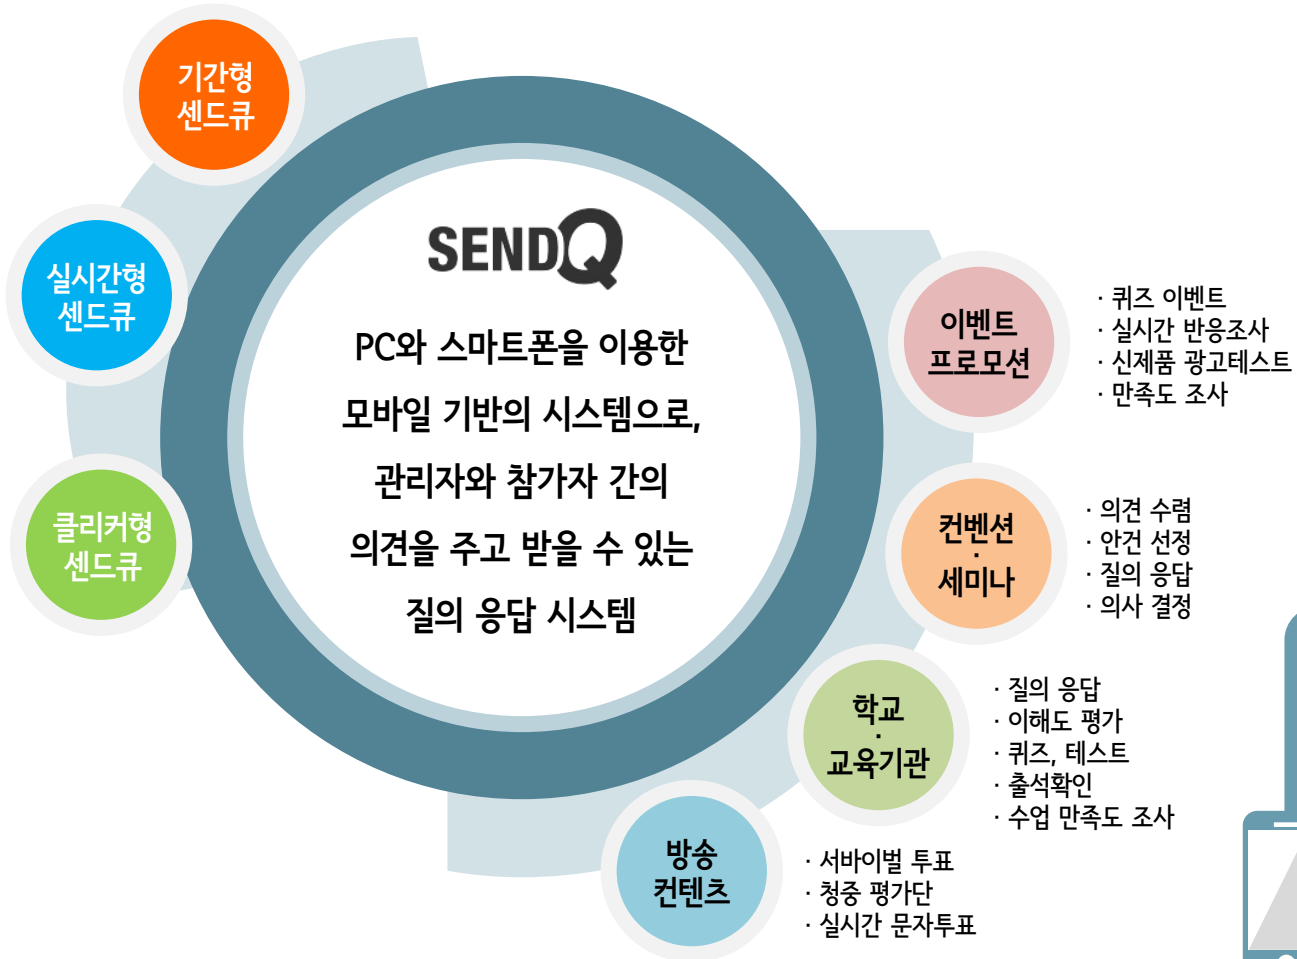 기간형
센드큐
실시간형
센드큐
클리커형
센드큐
SENDQ
PC와 스마트폰을 이용한
모바일 기반의 시스템으로,
관리자와 참가자 간의
의견을 주고 받을 수 있는
질의 응답 시스템
이벤트
프로모션
· 퀴즈 이벤트
· 실시간 반응조사
· 신제품 광고테스트
· 만족도 조사
컨벤션
·
세미나
· 의견 수렴
· 안건 선정
· 질의 응답
· 의사 결정
학교
·
교육기관
· 질의 응답
· 이해도 평가
· 퀴즈, 테스트
· 출석확인
· 수업 만족도 조사
방송
컨텐츠
· 서바이벌 투표
· 청중 평가단
· 실시간 문자투표